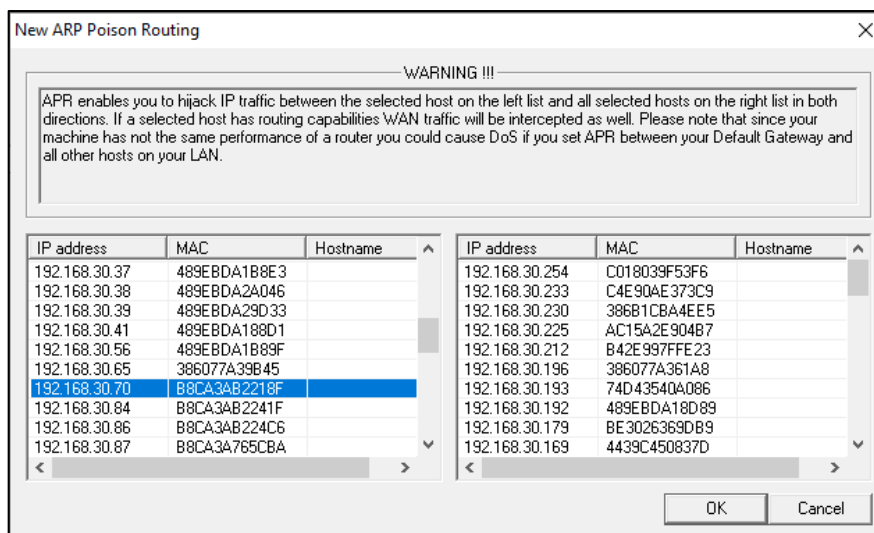 New ARP Poison Routing
WARNING !!!
APR enables you to hijack IP traffic between the selected host on the left list and all selected hosts on the right list in both
directions. If a selected host has routing capabilities WAN traffic will be intercepted as well. Please note that since your
machine has not the same performance of a router you could cause DoS if you set APR between your Default Gateway and
all other hosts on your LAN.
IP address MAC Hostname
192.168.30.37 489EBDA1B8E3
192.168.30.38 489EBDA2A046
192.168.30.39 489EBDA29D33
192.168.30.41 489EBDA188D1
192.168.30.56 489EBDA1B89F
192.168.30.65 386077A39B45
192.168.30.70 B8CA3AB2218F
192.168.30.84 B8CA3AB2241F
192.168.30.86 B8CA3AB224C6
192.168.30.87 B8CA3A765CBA
IP address MAC Hostname
192.168.30.254 C018039F53F6
192.168.30.233 C4E90AE373C9
192.168.30.230 386B1CBA4EE5
192.168.30.225 AC15A2E904B7
192.168.30.212 B42E997FFE23
192.168.30.196 386077A361A8
192.168.30.193 74D43540A086
192.168.30.192 489EBDA18D89
192.168.30.179 BE3026369DB9
192.168.30.169 4439C450837D
OK Cancel